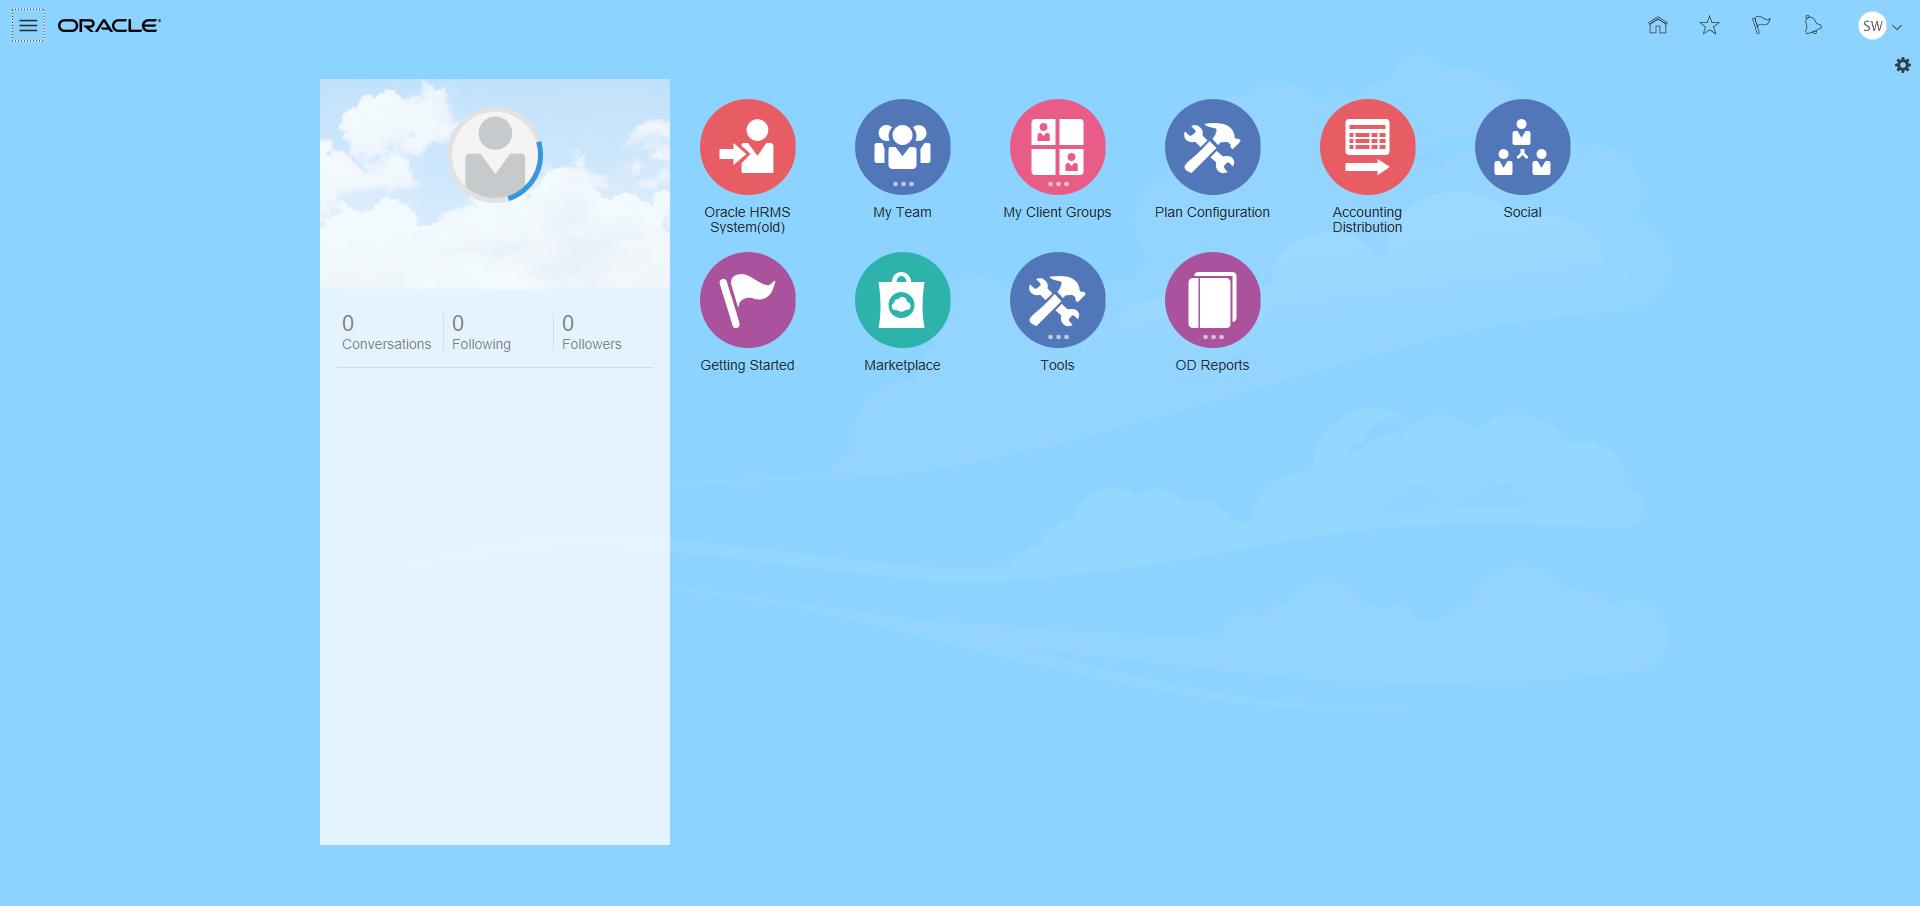 ORACLE
SW
0
Conversations
0
Following
0
Followers
Oracle HRMS
System(old)
My Team
My Client Groups
Plan Configuration
Accounting
Distribution
Social
Getting Started
Marketplace
Tools
OD Reports